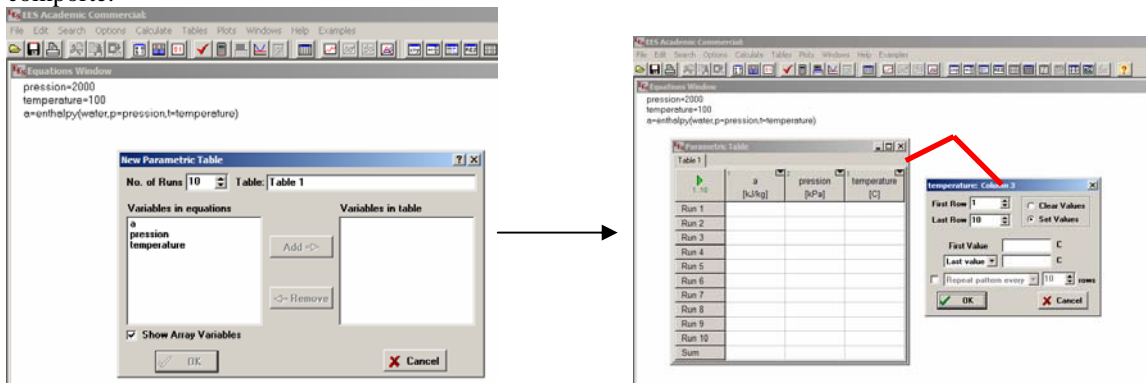 comporte.
EES Academic Commercial:
File Edit Search Options Calculate Tables Plots Windows Help Examples
Equations Window
pression=2000
temperature=100
a=enthalpy(water,p=pression,t=temperature)
New Parametric Table
No. of Runs 10 Table: Table 1
Variables in equations Variables in table
a
pression
temperature
Add
Remove
Show Array Variables
OK Cancel
EES Academic Commercial:
File Edit Search Options Calculate Tables Plots Windows Help Examples
Equations Window
pression=2000
temperature=100
a=enthalpy(water,p=pression,t=temperature)
Parametric Table
Table 1
1..10
1 a [kJ/kg]
2 pression [kPa]
3 temperature [C]
Run 1
Run 2
Run 3
Run 4
Run 5
Run 6
Run 7
Run 8
Run 9
Run 10
Sum
temperature: Column 3
First Row 1 Clear Values
Last Row 10 Set Values
First Value C
Last value C
Repeat pattern every 10 rows
OK Cancel